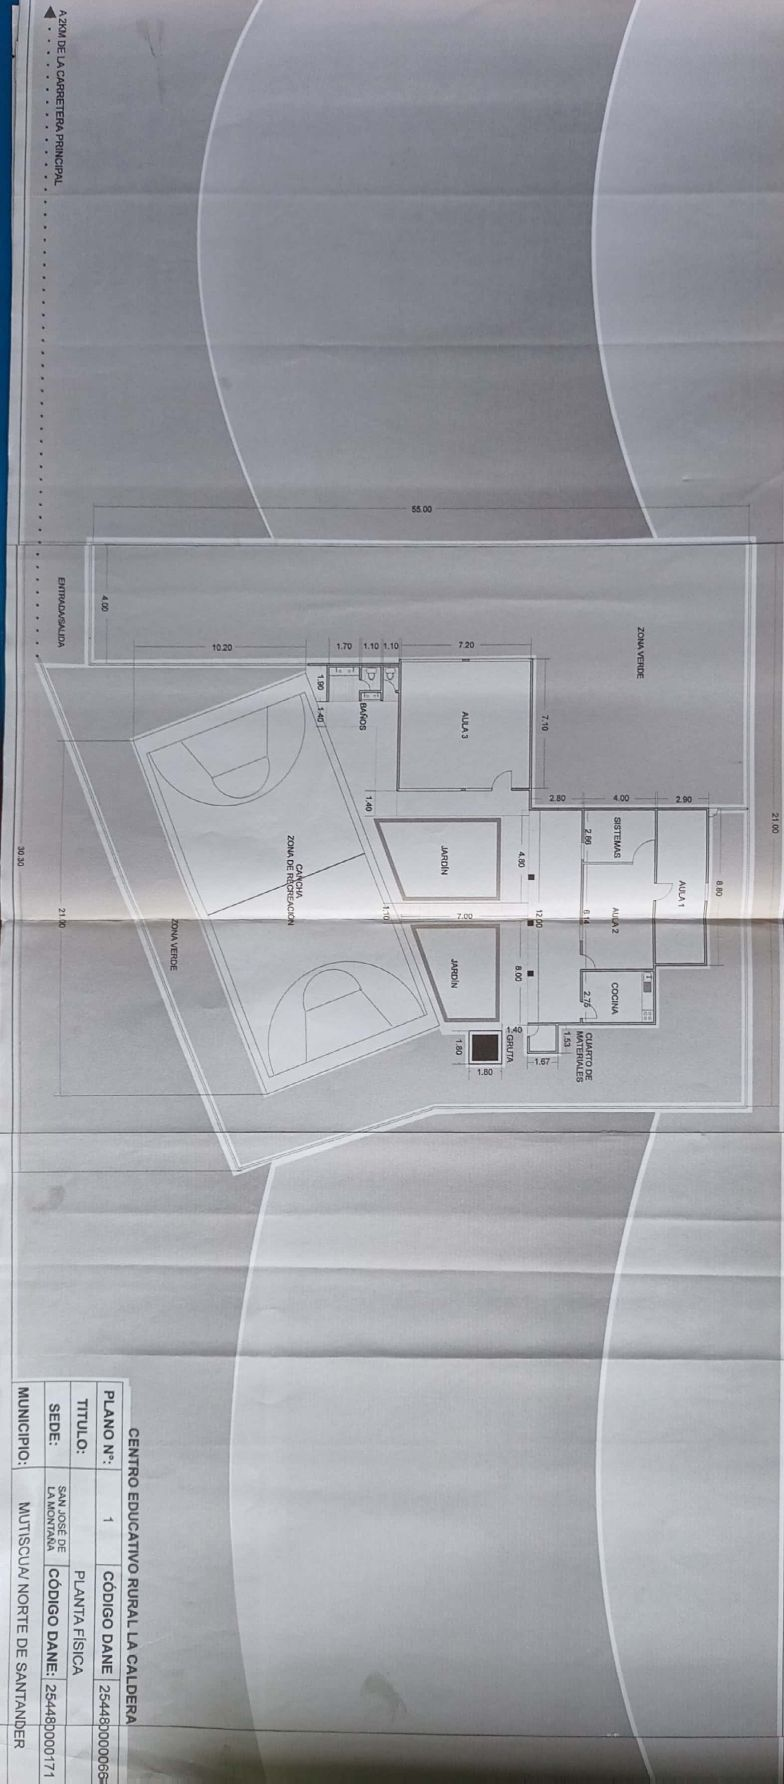 A 2KM DE LA CARRETERA PRINCIPAL
21.00
55.00
8.80
2.90
4.00
2.80
ZONA VERDE
AULA 1
SISTEMAS
2.86
AULA 2
6.14
COCINA
2.75
CUARTO DE
MATERIALES
1.53
1.67
7.10
7.20
AULA 3
4.80
12.00
8.00
1.40
GRUTA
1.80
1.80
1.10
1.10
1.70
10.20
BAÑOS
1.90
1.40
1.40
JARDÍN
7.00
JARDÍN
1.10
CANCHA
ZONA DE RECREACIÓN
ZONA VERDE
4.00
ENTRADA/SALIDA
21.00
30.30
CENTRO EDUCATIVO RURAL LA CALDERA
PLANO Nº: 1 CÓDIGO DANE
TITULO: PLANTA FÍSICA
SEDE: SAN JOSÉ DE
LA MONTAÑA CÓDIGO DANE: 254480000171
MUNICIPIO: MUTISCUA/ NORTE DE SANTANDER